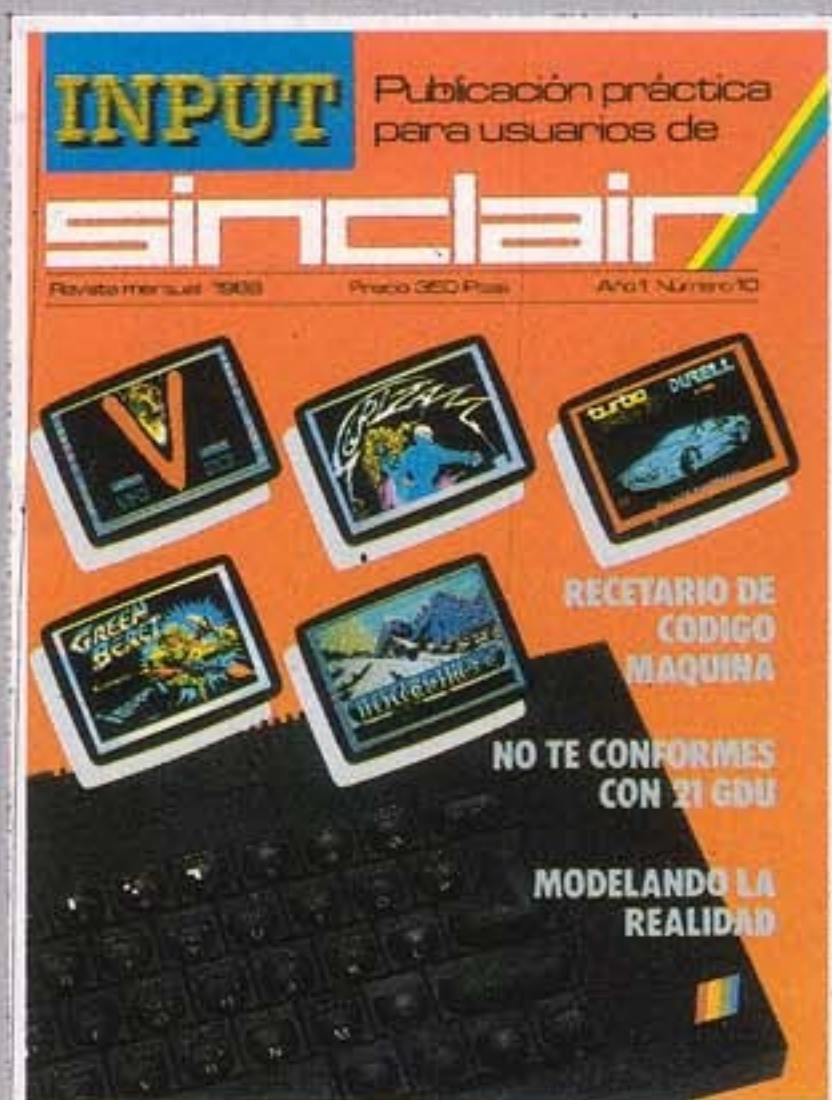 INPUT
Publicación práctica
para usuarios de
sinclair
Revista mensual 1986
Precio 350 Ptas
Año 1 Número 10
V
turbo
DURELL
GREEN
BERET
RECETARIO DE
CODIGO
MAQUINA
NO TE CONFORMES
CON 21 GDU
MODELANDO LA
REALIDAD